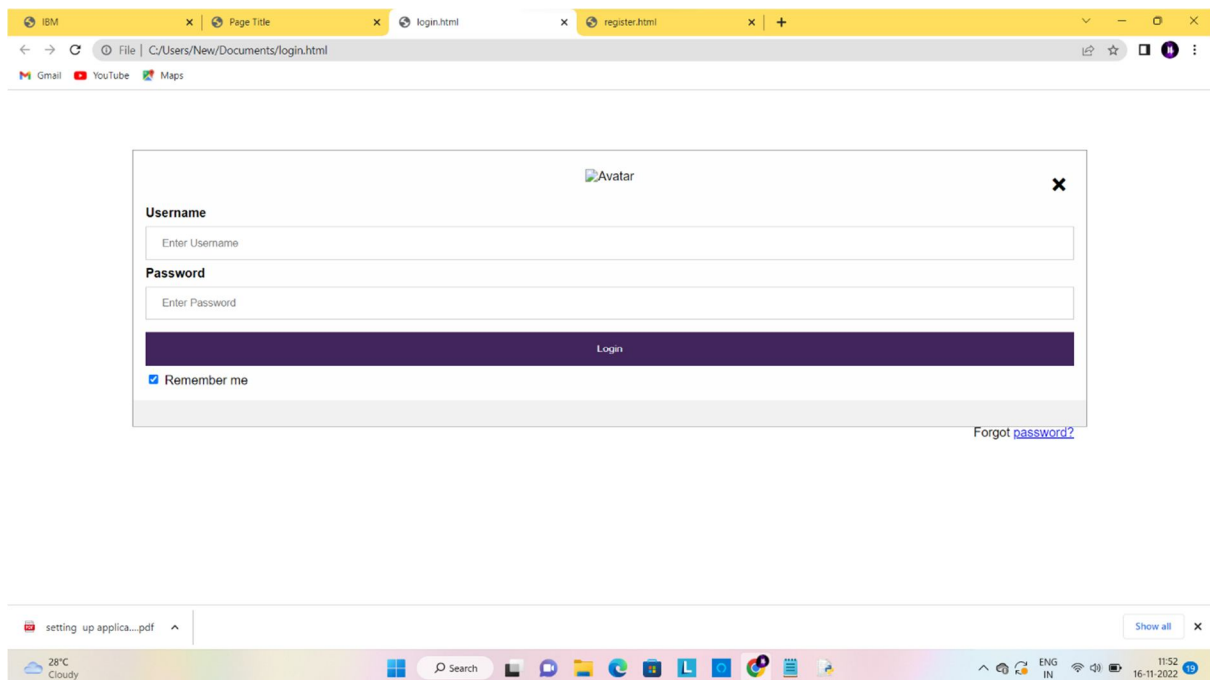 IBM
Page Title
login.html
register.html
File | C:/Users/New/Documents/login.html
Gmail YouTube Maps
Avatar
Username
Enter Username
Password
Enter Password
Login
Remember me
Forgot password?
setting up applica....pdf
Show all
28°C
Cloudy
Search
ENG
IN
11:52
16-11-2022
19